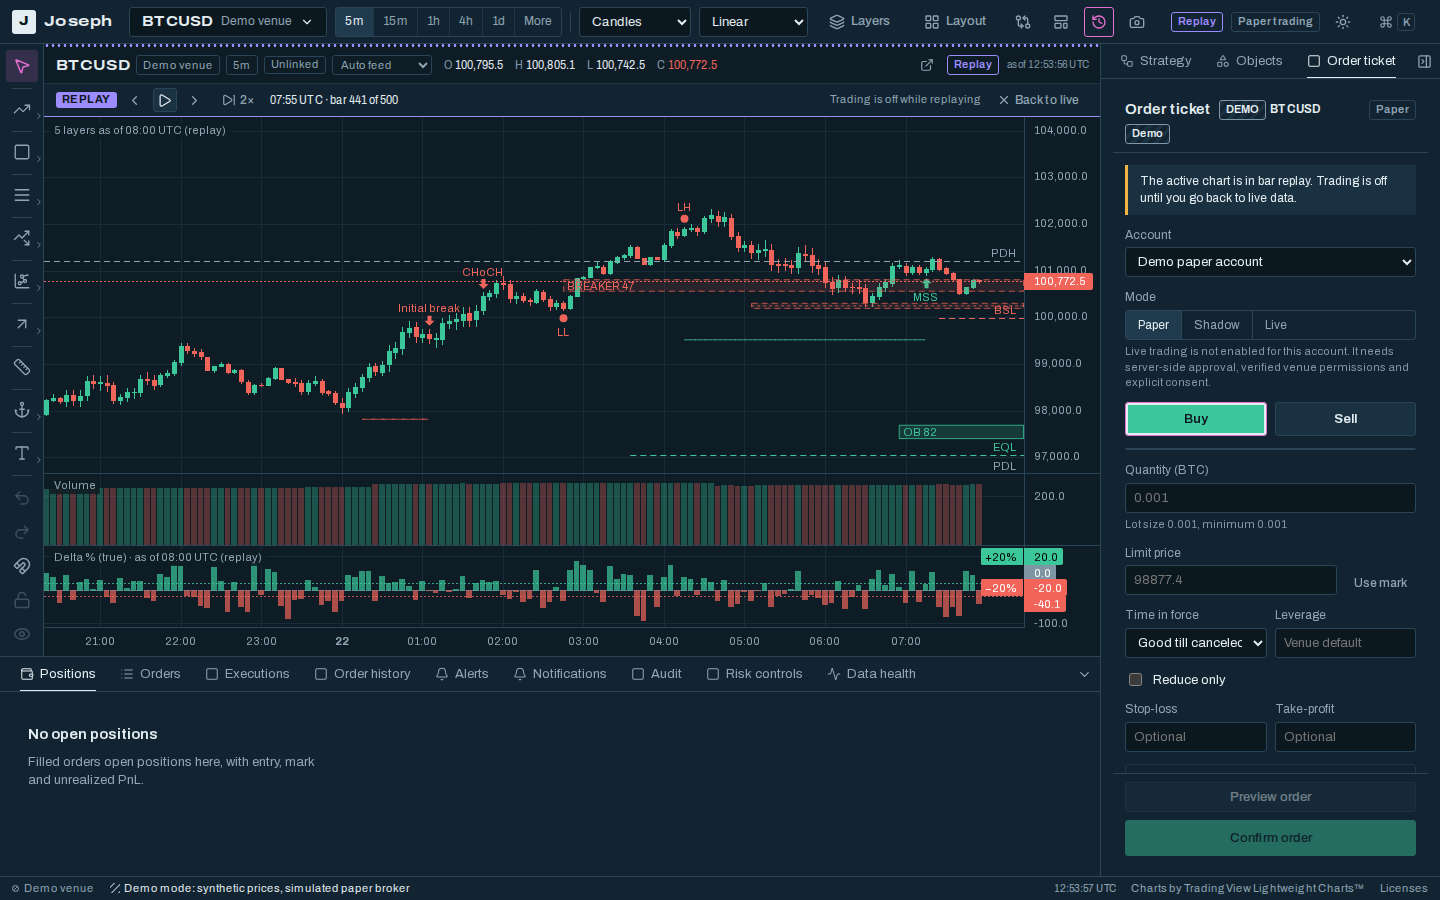 J Joseph BTCUSD Demo venue 5m 15m 1h 4h 1d More Candles Linear Layers Layout Replay Paper trading ⌘ K
BTCUSD Demo venue 5m Unlinked Auto feed O 100,795.5 H 100,805.1 L 100,742.5 C 100,772.5 Replay as of 12:53:56 UTC
REPLAY 2× 07:55 UTC · bar 441 of 500 Trading is off while replaying Back to live
5 layers as of 08:00 UTC (replay)
104,000.0
103,000.0
102,000.0
101,000.0
100,772.5
100,000.0
99,000.0
98,000.0
97,000.0
LH
PDH
CHoCH
BREAKER 47
MSS
Initial break
BSL
LL
OB 82
EQL
PDL
Volume
200.0
Delta % (true) · as of 08:00 UTC (replay)
+20% 20.0
0.0
−20% -20.0
-40.1
-100.0
21:00 22:00 23:00 22 01:00 02:00 03:00 04:00 05:00 06:00 07:00
Positions Orders Executions Order history Alerts Notifications Audit Risk controls Data health
No open positions
Filled orders open positions here, with entry, mark
and unrealized PnL.
Strategy Objects Order ticket
Order ticket DEMO BTCUSD Paper
Demo
The active chart is in bar replay. Trading is off
until you go back to live data.
Account
Demo paper account
Mode
Paper Shadow Live
Live trading is not enabled for this account. It needs
server-side approval, verified venue permissions and
explicit consent.
Buy Sell
Quantity (BTC)
0.001
Lot size 0.001, minimum 0.001
Limit price
98877.4 Use mark
Time in force Leverage
Good till canceled Venue default
Reduce only
Stop-loss Take-profit
Optional Optional
Preview order
Confirm order
Demo venue Demo mode: synthetic prices, simulated paper broker 12:53:57 UTC Charts by TradingView Lightweight Charts™ Licenses